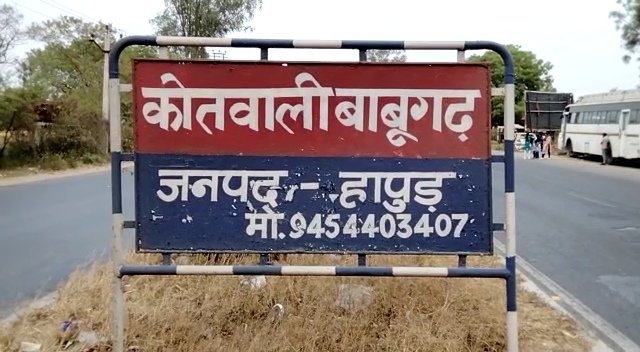 कोतवाली बाबूगढ़
जनपद - हापुड़
मो. 9454403407